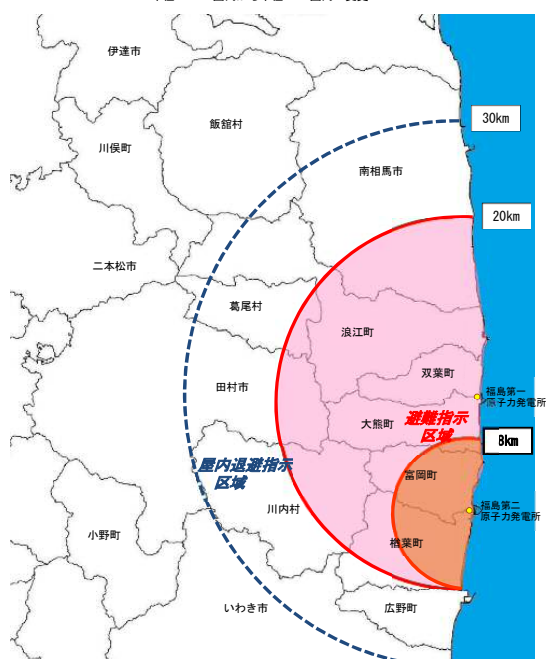 伊達市
飯舘村
30km
川俣町
南相馬市
20km
二本松市
葛尾村
浪江町
双葉町
田村市
福島第一
原子力発電所
大熊町
避難指示
区域
8km
屋内退避指示
区域
富岡町
川内村
福島第二
原子力発電所
小野町
楢葉町
いわき市
広野町